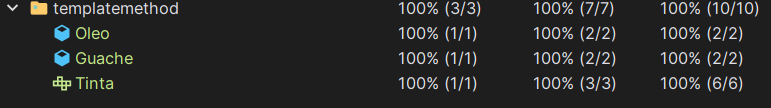 templatemethod 100% (3/3) 100% (7/7) 100% (10/10)
Oleo 100% (1/1) 100% (2/2) 100% (2/2)
Guache 100% (1/1) 100% (2/2) 100% (2/2)
Tinta 100% (1/1) 100% (3/3) 100% (6/6)